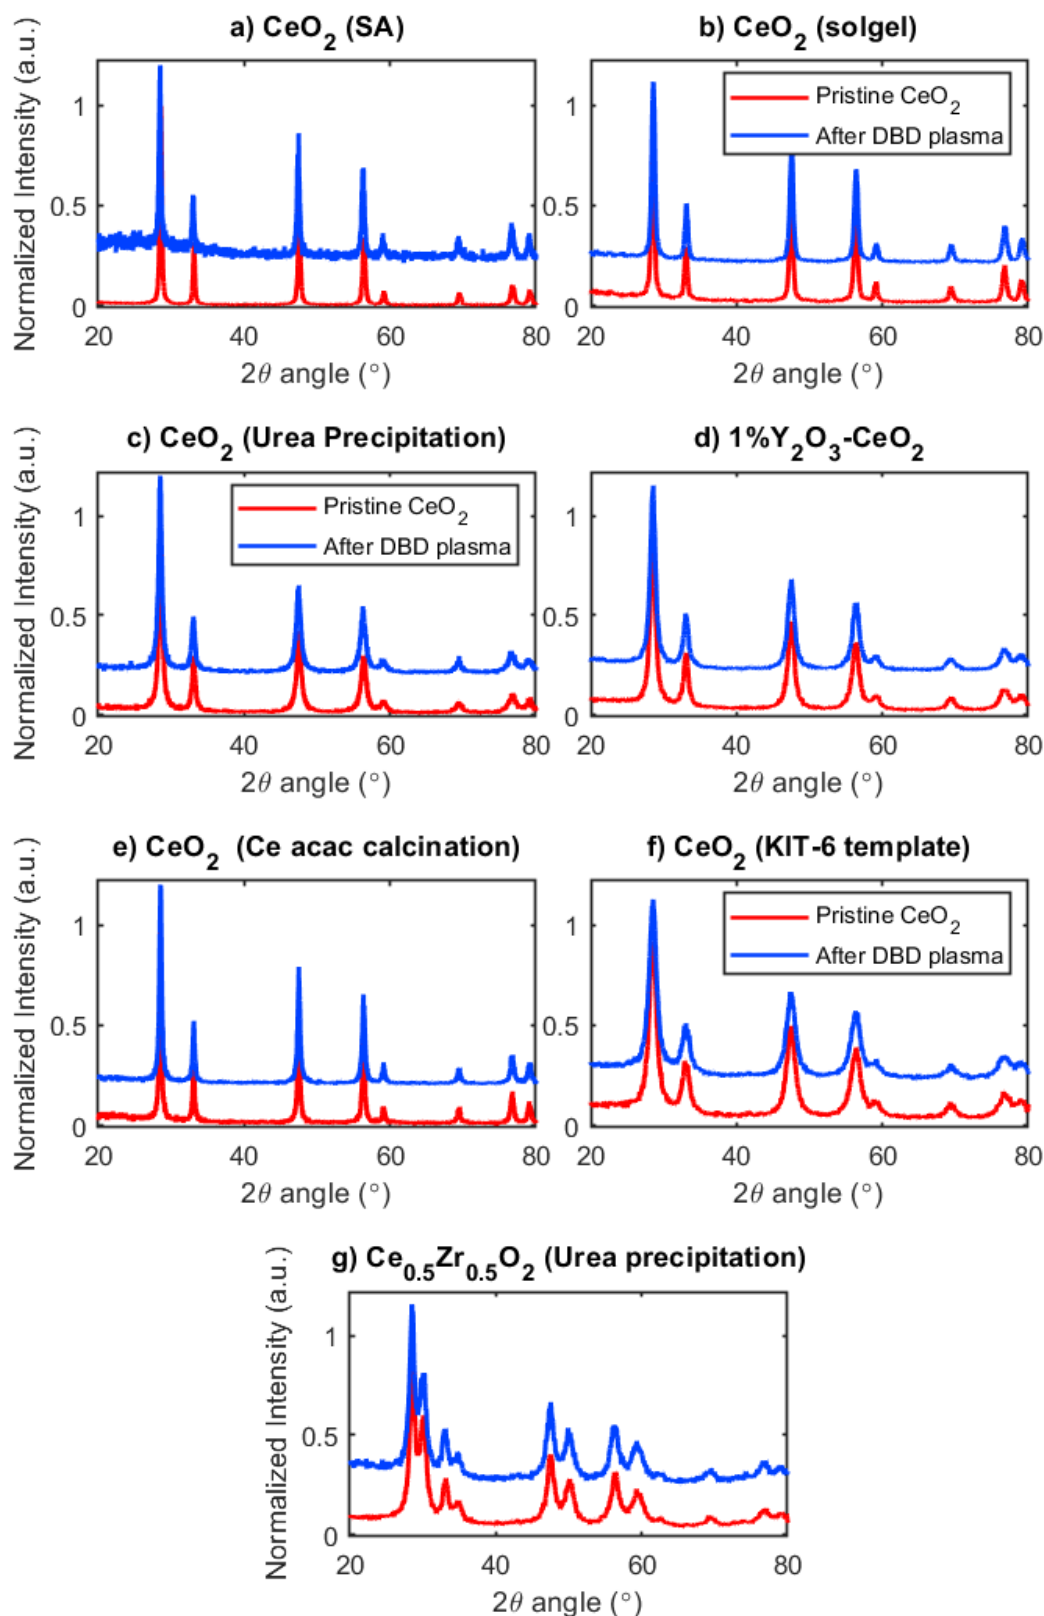 a) CeO2 (SA)
Normalized Intensity (a.u.)
1
0.5
0
20 40 60 80
2θ angle (°)
b) CeO2 (solgel)
Pristine CeO2
After DBD plasma
1
0.5
0
20 40 60 80
2θ angle (°)
c) CeO2 (Urea Precipitation)
Normalized Intensity (a.u.)
Pristine CeO2
After DBD plasma
1
0.5
0
20 40 60 80
2θ angle (°)
d) 1%Y2O3-CeO2
1
0.5
0
20 40 60 80
2θ angle (°)
e) CeO2 (Ce acac calcination)
Normalized Intensity (a.u.)
1
0.5
0
20 40 60 80
2θ angle (°)
f) CeO2 (KIT-6 template)
Pristine CeO2
After DBD plasma
1
0.5
0
20 40 60 80
2θ angle (°)
g) Ce0.5Zr0.5O2 (Urea precipitation)
Normalized Intensity (a.u.)
1
0.5
0
20 40 60 80
2θ angle (°)